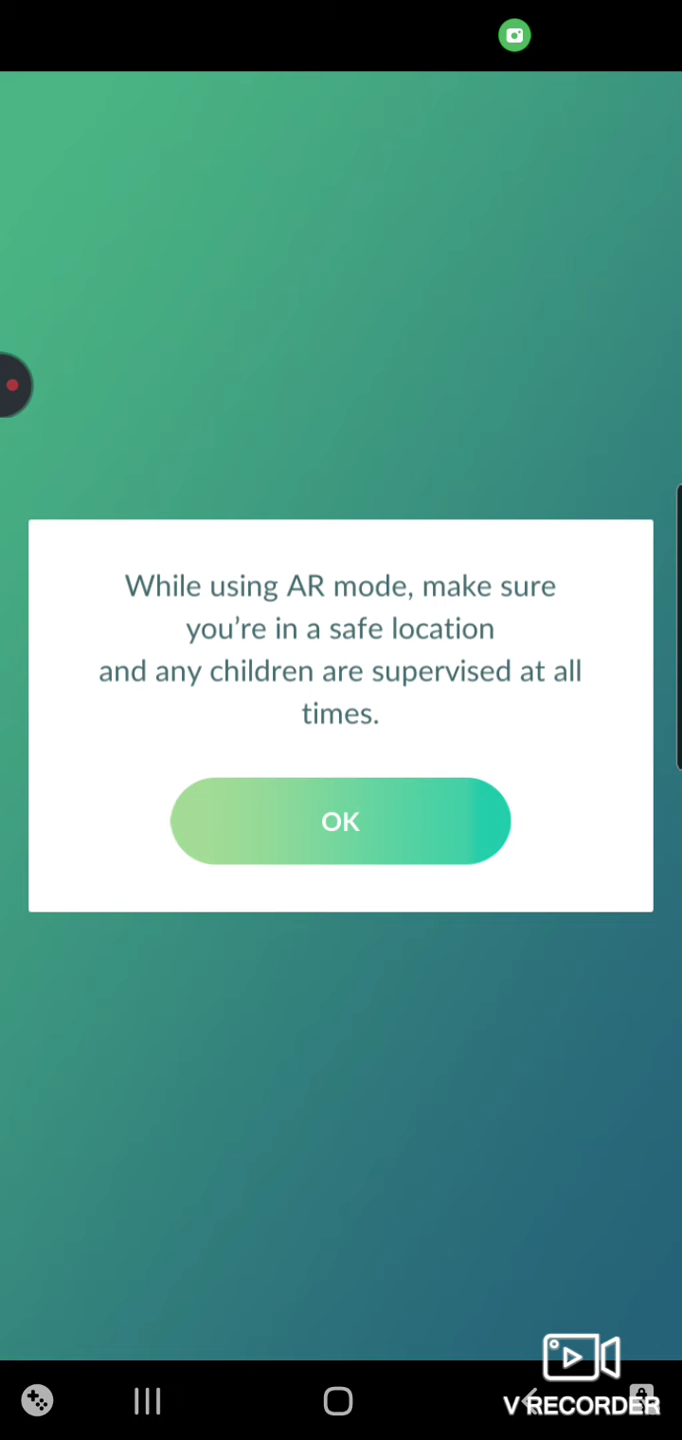 While using AR mode, make sure
you’re in a safe location
and any children are supervised at all
times.
OK
V RECORDER